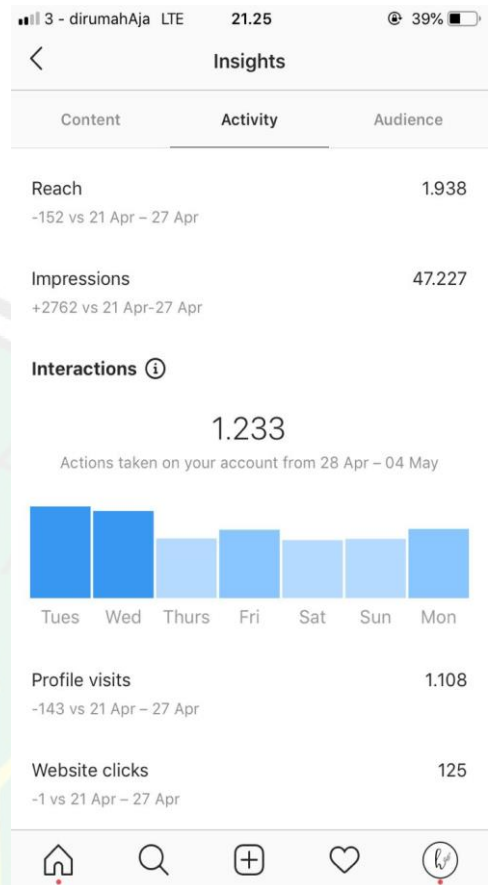 3 - dirumahAja LTE 21.25 39%
Insights
Content Activity Audience
Reach 1.938
-152 vs 21 Apr – 27 Apr
Impressions 47.227
+2762 vs 21 Apr-27 Apr
Interactions
1.233
Actions taken on your account from 28 Apr – 04 May
Tues Wed Thurs Fri Sat Sun Mon
Profile visits 1.108
-143 vs 21 Apr – 27 Apr
Website clicks 125
-1 vs 21 Apr – 27 Apr